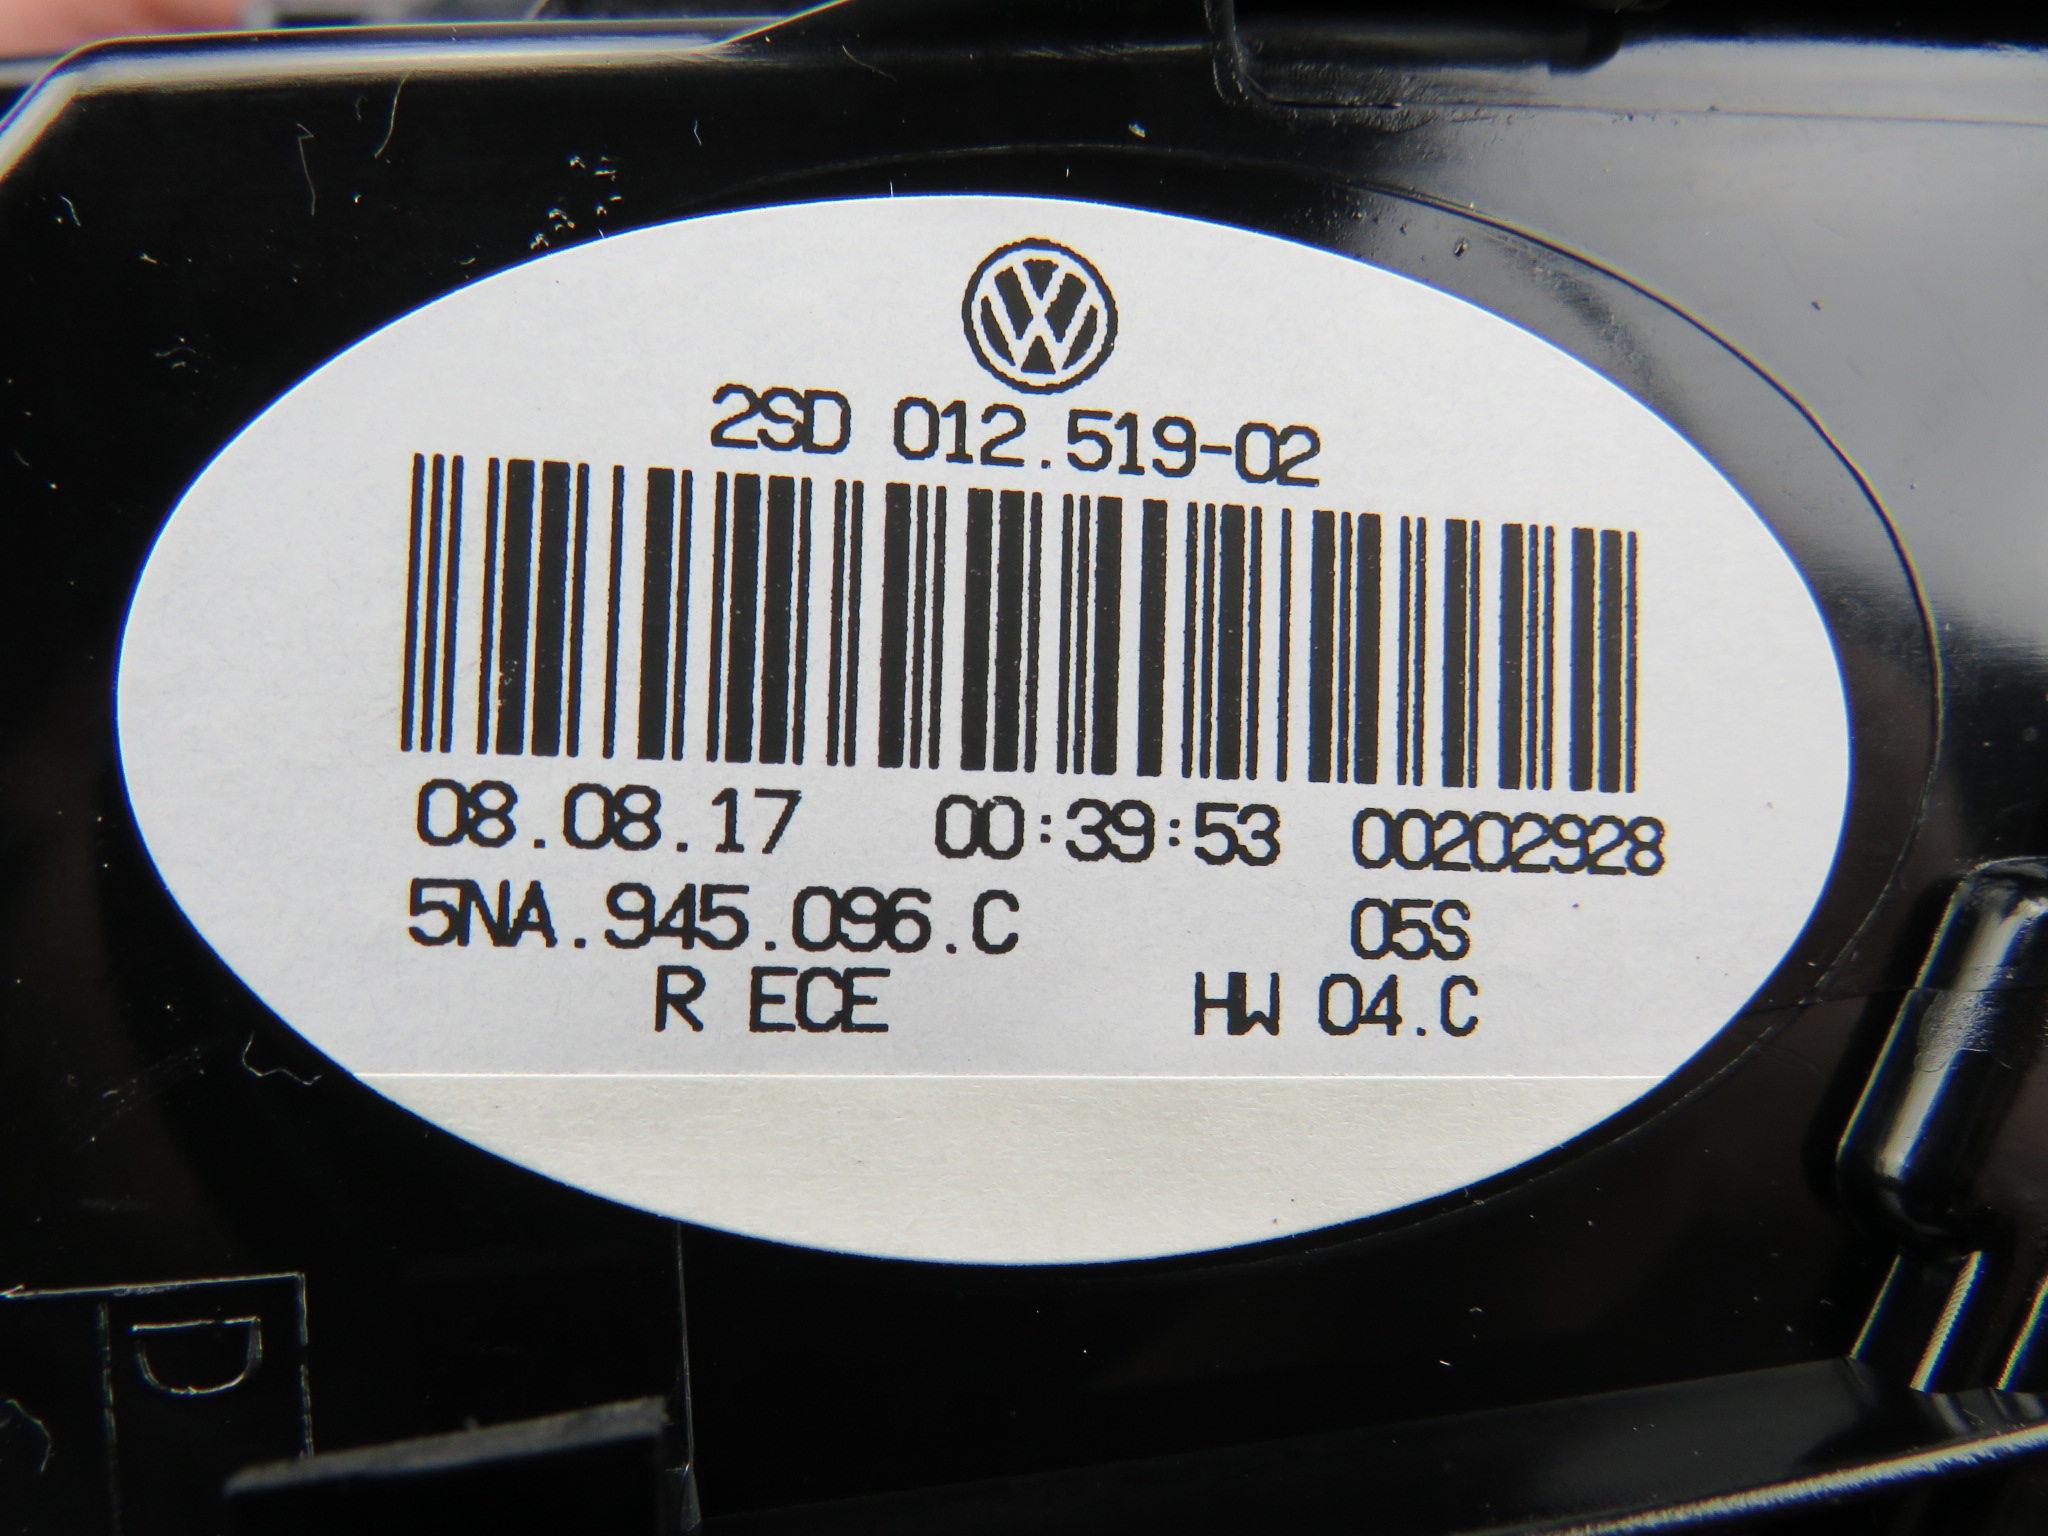 2SD 012.519-02
08.08.17 00:39:53 00202928
5NA.945.096.C 05S
R ECE HW 04.C